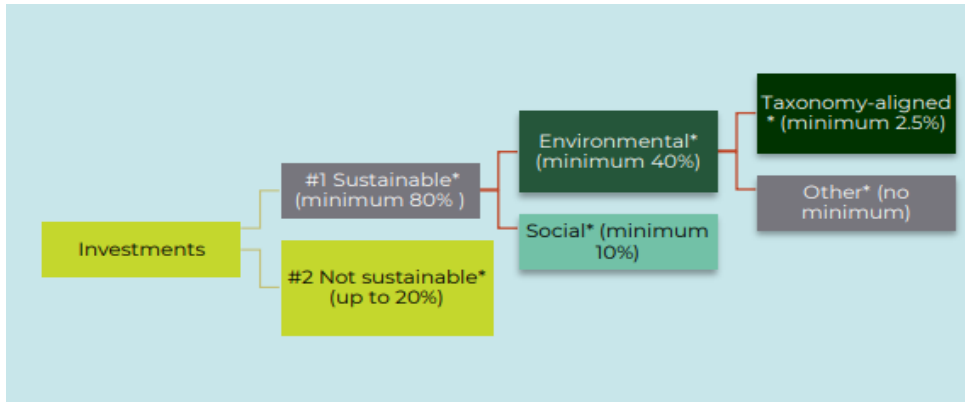 Investments
#1 Sustainable*
(minimum 80% )
#2 Not sustainable*
(up to 20%)
Environmental*
(minimum 40%)
Social* (minimum
10%)
Taxonomy-aligned
* (minimum 2.5%)
Other* (no
minimum)